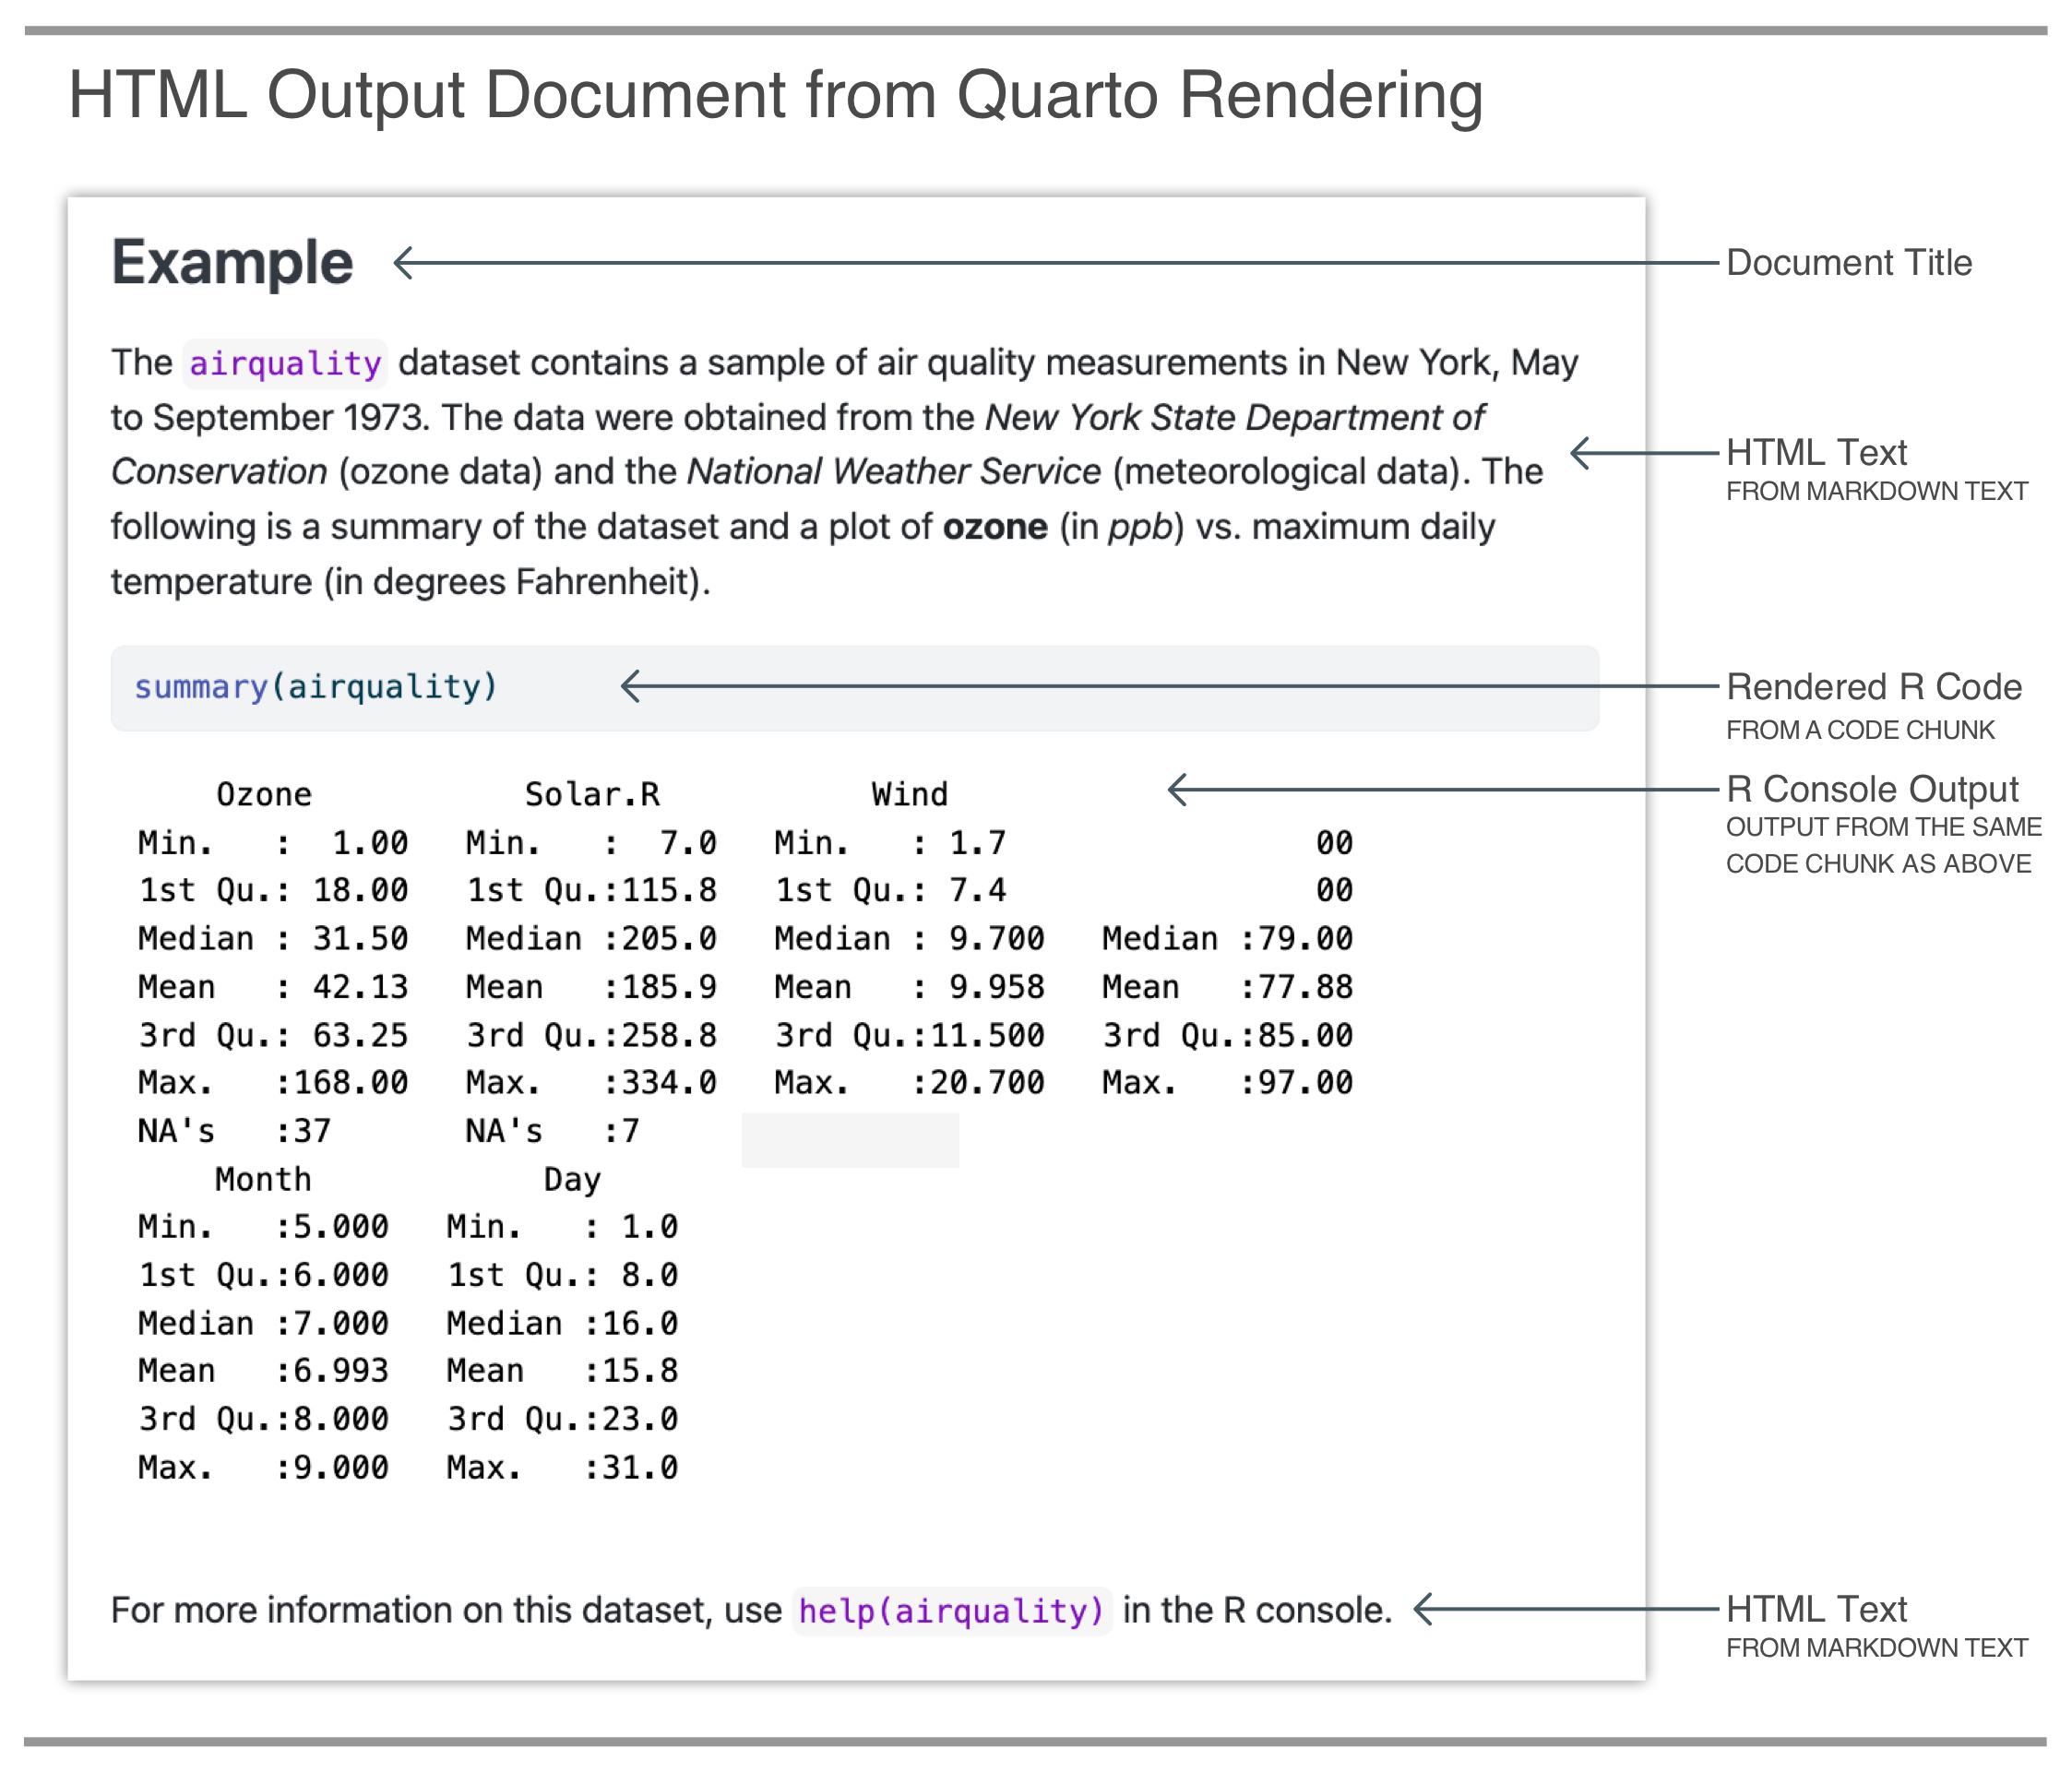 HTML Output Document from Quarto Rendering
Example
Document Title
The airquality dataset contains a sample of air quality measurements in New York, May
to September 1973. The data were obtained from the New York State Department of
Conservation (ozone data) and the National Weather Service (meteorological data). The
following is a summary of the dataset and a plot of ozone (in ppb) vs. maximum daily
temperature (in degrees Fahrenheit).
HTML Text
FROM MARKDOWN TEXT
summary(airquality)
Rendered R Code
FROM A CODE CHUNK
R Console Output
OUTPUT FROM THE SAME
CODE CHUNK AS ABOVE
Ozone Solar.R Wind
Min. : 1.00 Min. : 7.0 Min. : 1.7 00
1st Qu.: 18.00 1st Qu.:115.8 1st Qu.: 7.4 00
Median : 31.50 Median :205.0 Median : 9.700 Median :79.00
Mean : 42.13 Mean :185.9 Mean : 9.958 Mean :77.88
3rd Qu.: 63.25 3rd Qu.:258.8 3rd Qu.:11.500 3rd Qu.:85.00
Max. :168.00 Max. :334.0 Max. :20.700 Max. :97.00
NA's :37 NA's :7
Month Day
Min. :5.000 Min. : 1.0
1st Qu.:6.000 1st Qu.: 8.0
Median :7.000 Median :16.0
Mean :6.993 Mean :15.8
3rd Qu.:8.000 3rd Qu.:23.0
Max. :9.000 Max. :31.0
For more information on this dataset, use help(airquality) in the R console.
HTML Text
FROM MARKDOWN TEXT